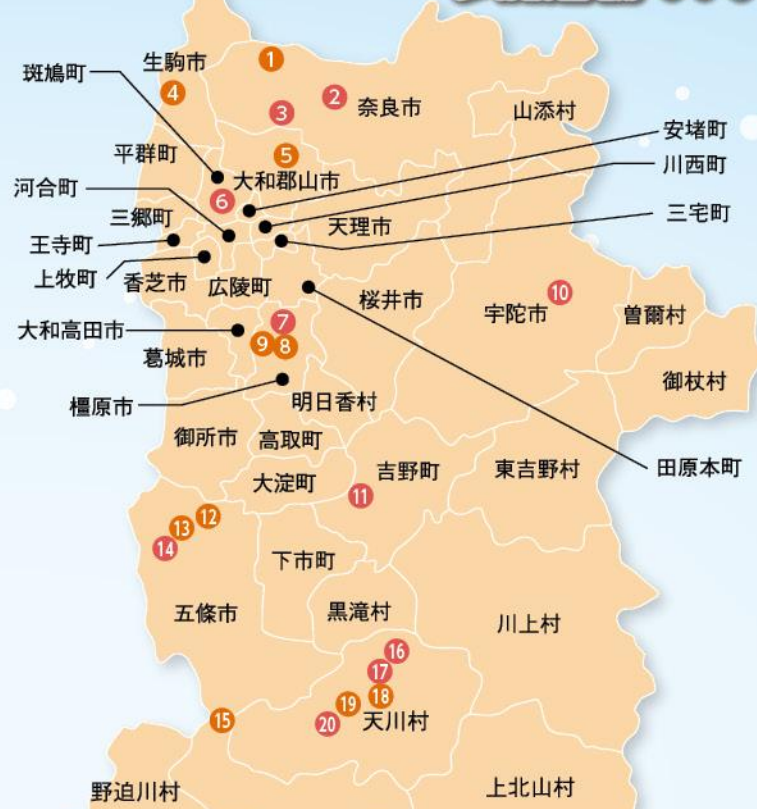 生駒市
1
斑鳩町
4
2
3
奈良市
山添村
安堵町
平群町
5
川西町
大和郡山市
河合町
6
三郷町
天理市
三宅町
王寺町
上牧町
香芝市
広陵町
桜井市
10
宇陀市
曽爾村
大和高田市
7
9
8
葛城市
御杖村
橿原市
明日香村
御所市
高取町
吉野町
東吉野村
田原本町
大淀町
11
12
13
14
下市町
五條市
黒滝村
川上村
16
17
18
19
20
15
天川村
野迫川村
上北山村